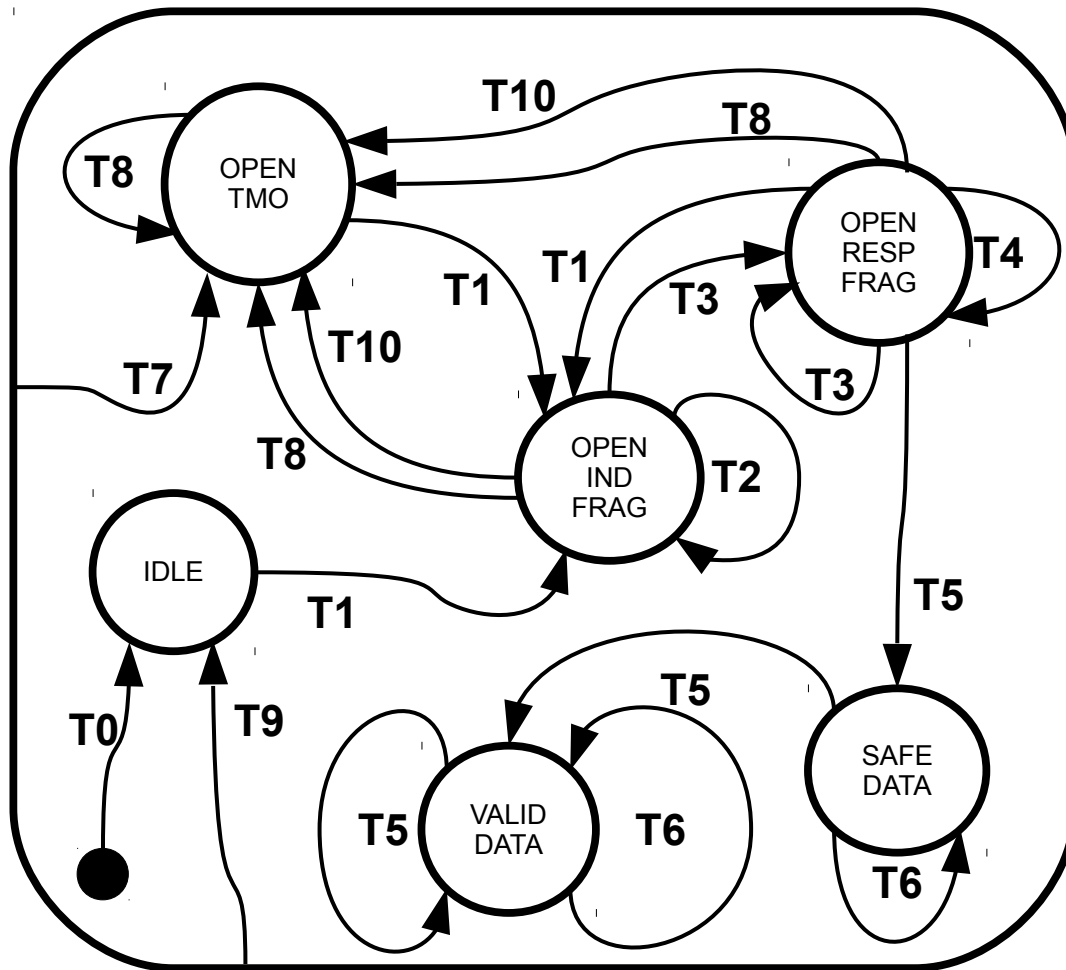 T10
T8
OPEN
TMO
T8
OPEN
RESP
FRAG
T4
T1
T1
T3
T10
T7
T3
T8
OPEN
IND
FRAG
T2
IDLE
T1
T5
T0
T9
T5
SAFE
DATA
T5
VALID
DATA
T6
T6